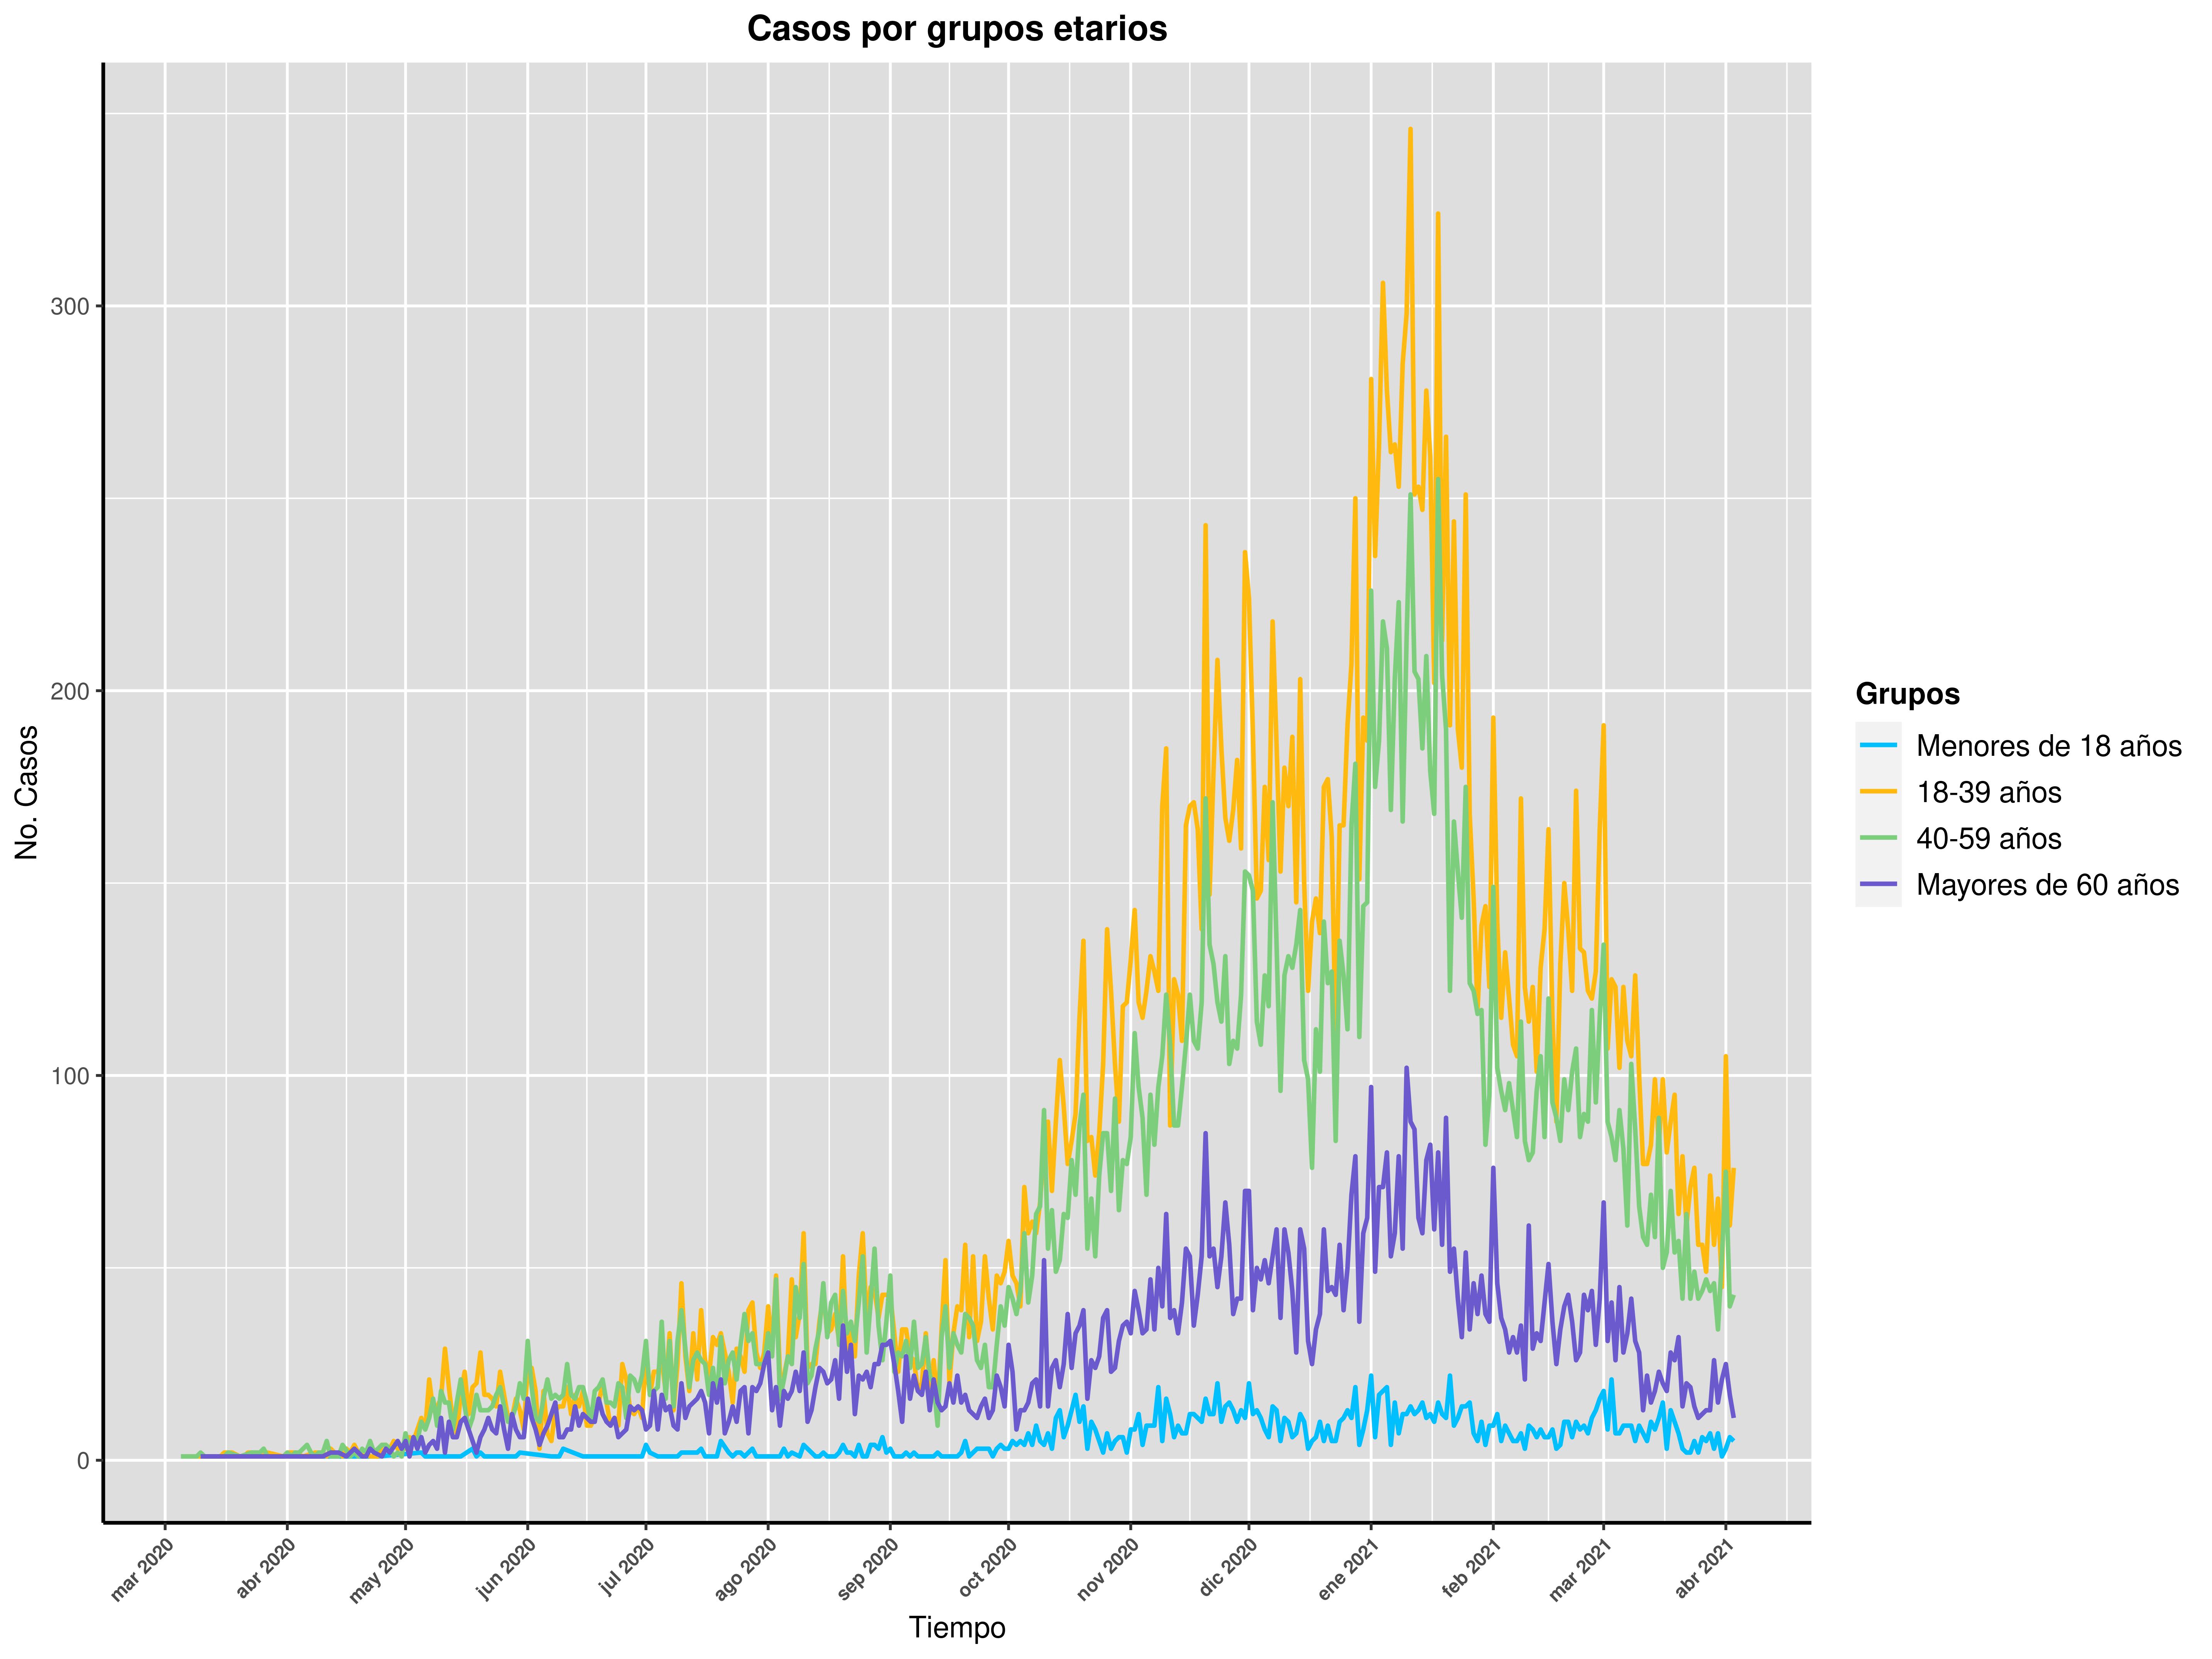 Casos por grupos etarios
No. Casos
300
200
100
0
mar 2020
abr 2020
may 2020
jun 2020
jul 2020
ago 2020
sep 2020
oct 2020
nov 2020
dic 2020
ene 2021
feb 2021
mar 2021
abr 2021
Tiempo
Grupos
Menores de 18 años
18-39 años
40-59 años
Mayores de 60 años